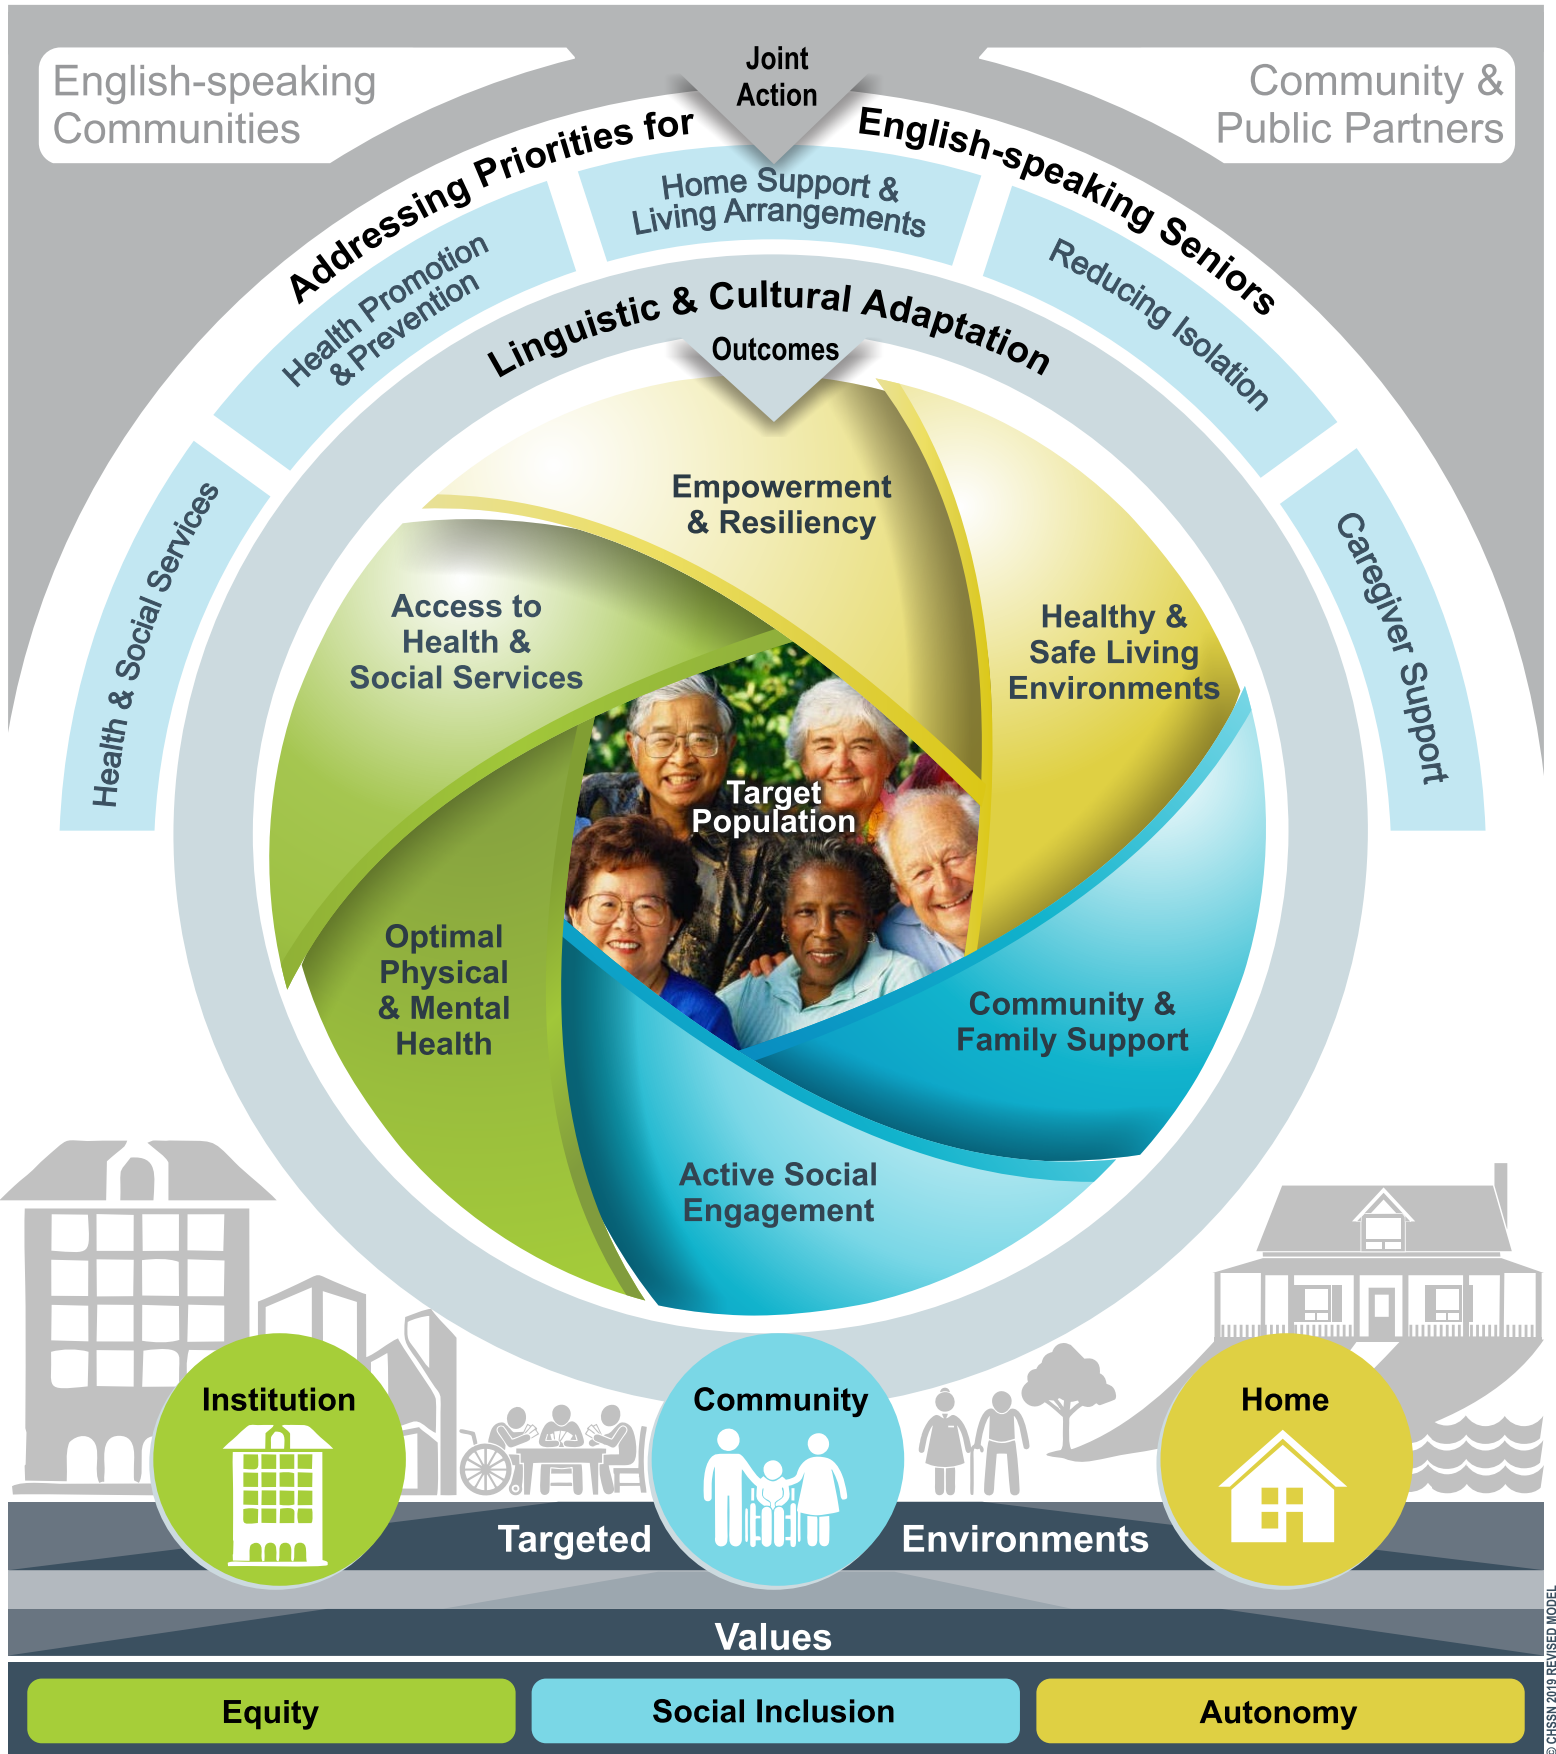 English-speaking
Communities
Joint
Action
Community &
Public Partners
Addressing Priorities for
English-speaking Seniors
Health & Social Services
Health Promotion
& Prevention
Home Support &
Living Arrangements
Reducing Isolation
Caregiver Support
Linguistic & Cultural Adaptation
Outcomes
Empowerment
& Resiliency
Access to
Health &
Social Services
Healthy &
Safe Living
Environments
Target
Population
Optimal
Physical
& Mental
Health
Community &
Family Support
Active Social
Engagement
Institution
Community
Home
Targeted
Environments
Values
Equity
Social Inclusion
Autonomy
© CHSSN 2019 REVISED MODEL